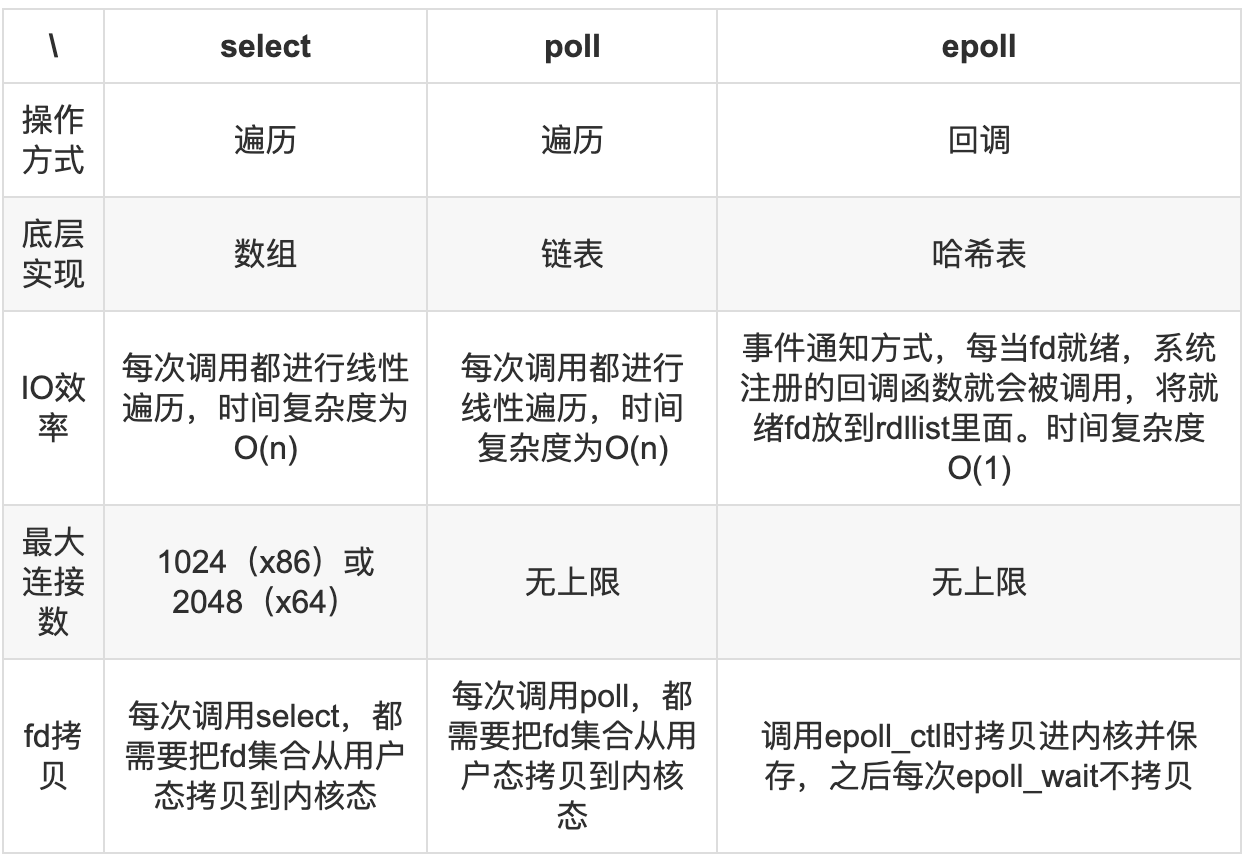 \ select poll epoll
操作
方式
遍历
遍历
回调
底层
实现
数组
链表
哈希表
IO效
率
每次调用都进行线性
遍历，时间复杂度为
O(n)
每次调用都进行
线性遍历，时间
复杂度为O(n)
事件通知方式，每当fd就绪，系统
注册的回调函数就会被调用，将就
绪fd放到rdllist里面。时间复杂度
O(1)
最大
连接
数
1024（x86）或
2048（x64）
无上限
无上限
fd拷
贝
每次调用select，都
需要把fd集合从用户
态拷贝到内核态
每次调用poll，都
需要把fd集合从用
户态拷贝到内核
态
调用epoll_ctl时拷贝进内核并保
存，之后每次epoll_wait不拷贝